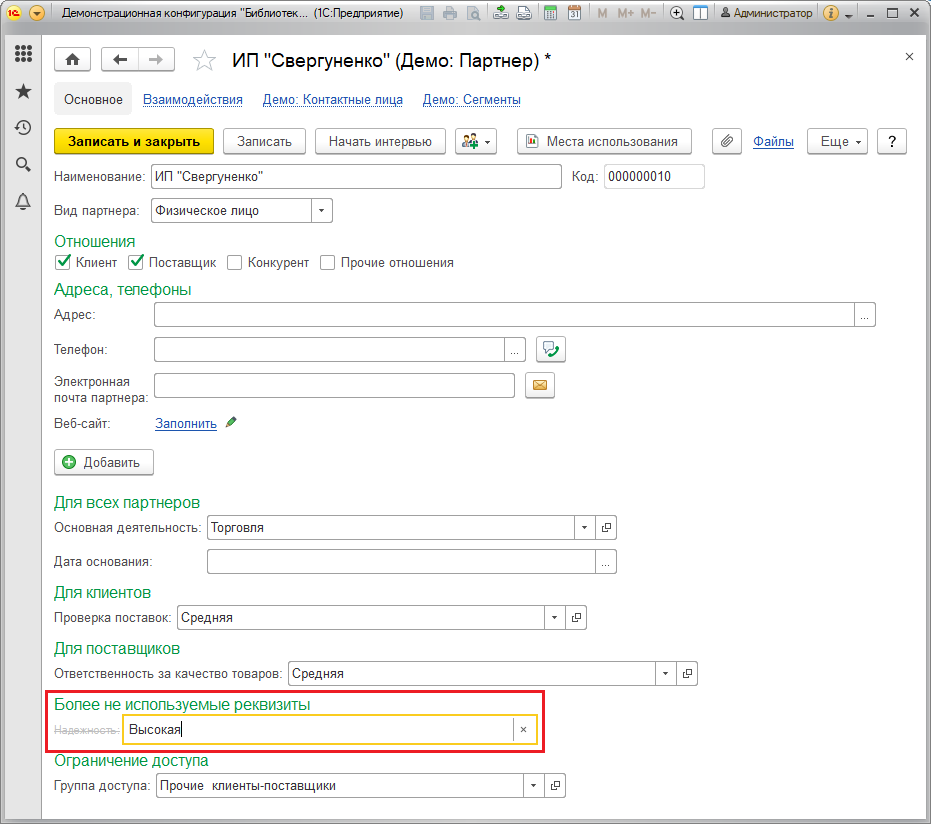 Демонстрационная конфигурация "Библиотек... (1С:Предприятие) M M+ M- Администратор
ИП "Свергуненко" (Демо: Партнер) *
Основное Взаимодействия Демо: Контактные лица Демо: Сегменты
Записать и закрыть Записать Начать интервью Места использования Файлы Еще ?
Наименование: ИП "Свергуненко" Код: 000000010
Вид партнера: Физическое лицо
Отношения
Клиент Поставщик Конкурент Прочие отношения
Адреса, телефоны
Адрес: ...
Телефон: ...
Электронная
почта партнера:
Веб-сайт: Заполнить
Добавить
Для всех партнеров
Основная деятельность: Торговля
Дата основания: ...
Для клиентов
Проверка поставок: Средняя
Для поставщиков
Ответственность за качество товаров: Средняя
Более не используемые реквизиты
Надежность: Высокая
Ограничение доступа
Группа доступа: Прочие клиенты-поставщики